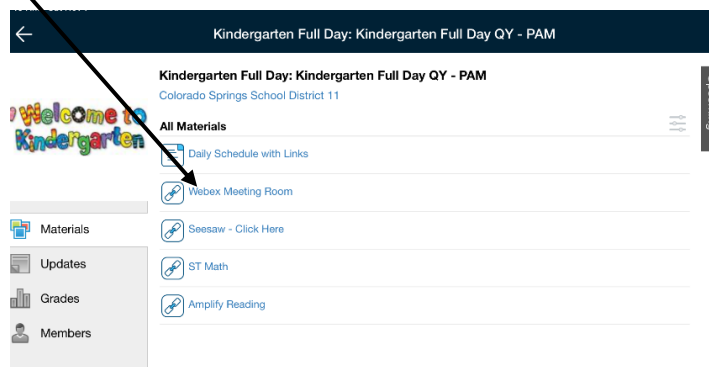 Kindergarten Full Day: Kindergarten Full Day QY - PAM
Kindergarten Full Day: Kindergarten Full Day QY - PAM
Colorado Springs School District 11
Welcome to
Kindergarten
All Materials
Daily Schedule with Links
Webex Meeting Room
Seesaw - Click Here
ST Math
Amplify Reading
Materials
Updates
Grades
Members